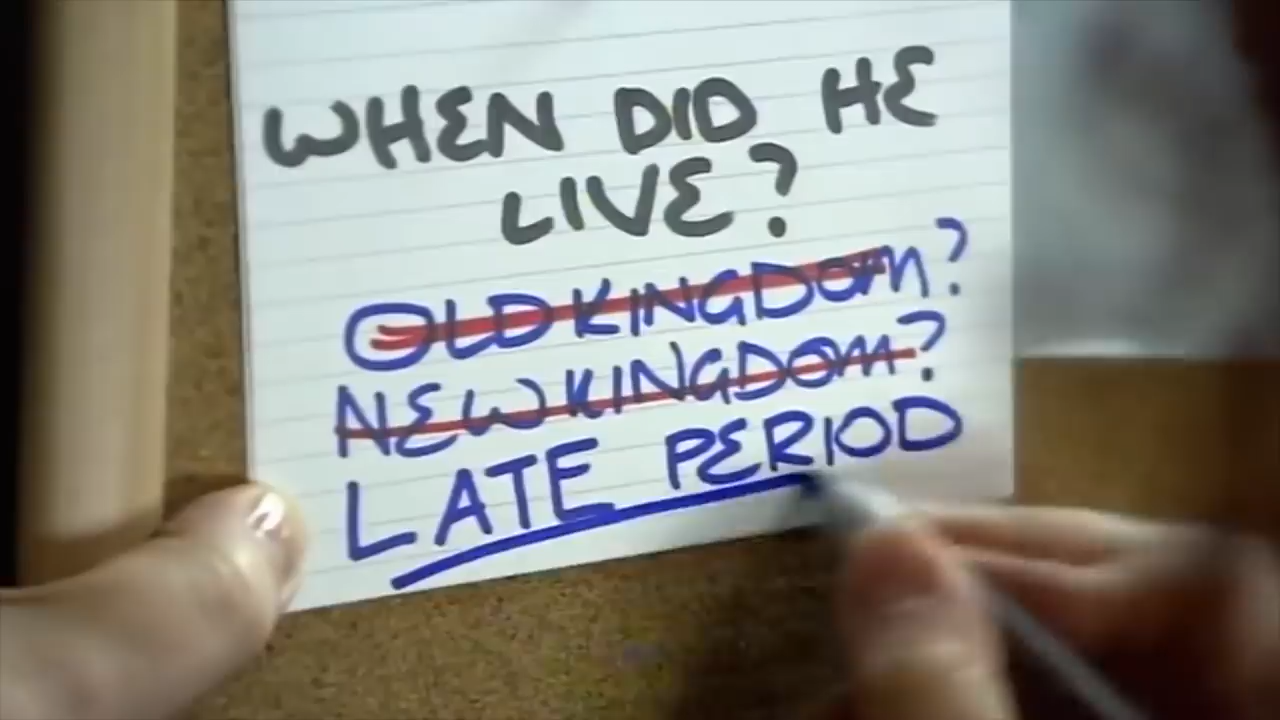 WHEN DID HE
LIVE?
OLD KINGDOM?
NEW KINGDOM?
LATE PERIOD